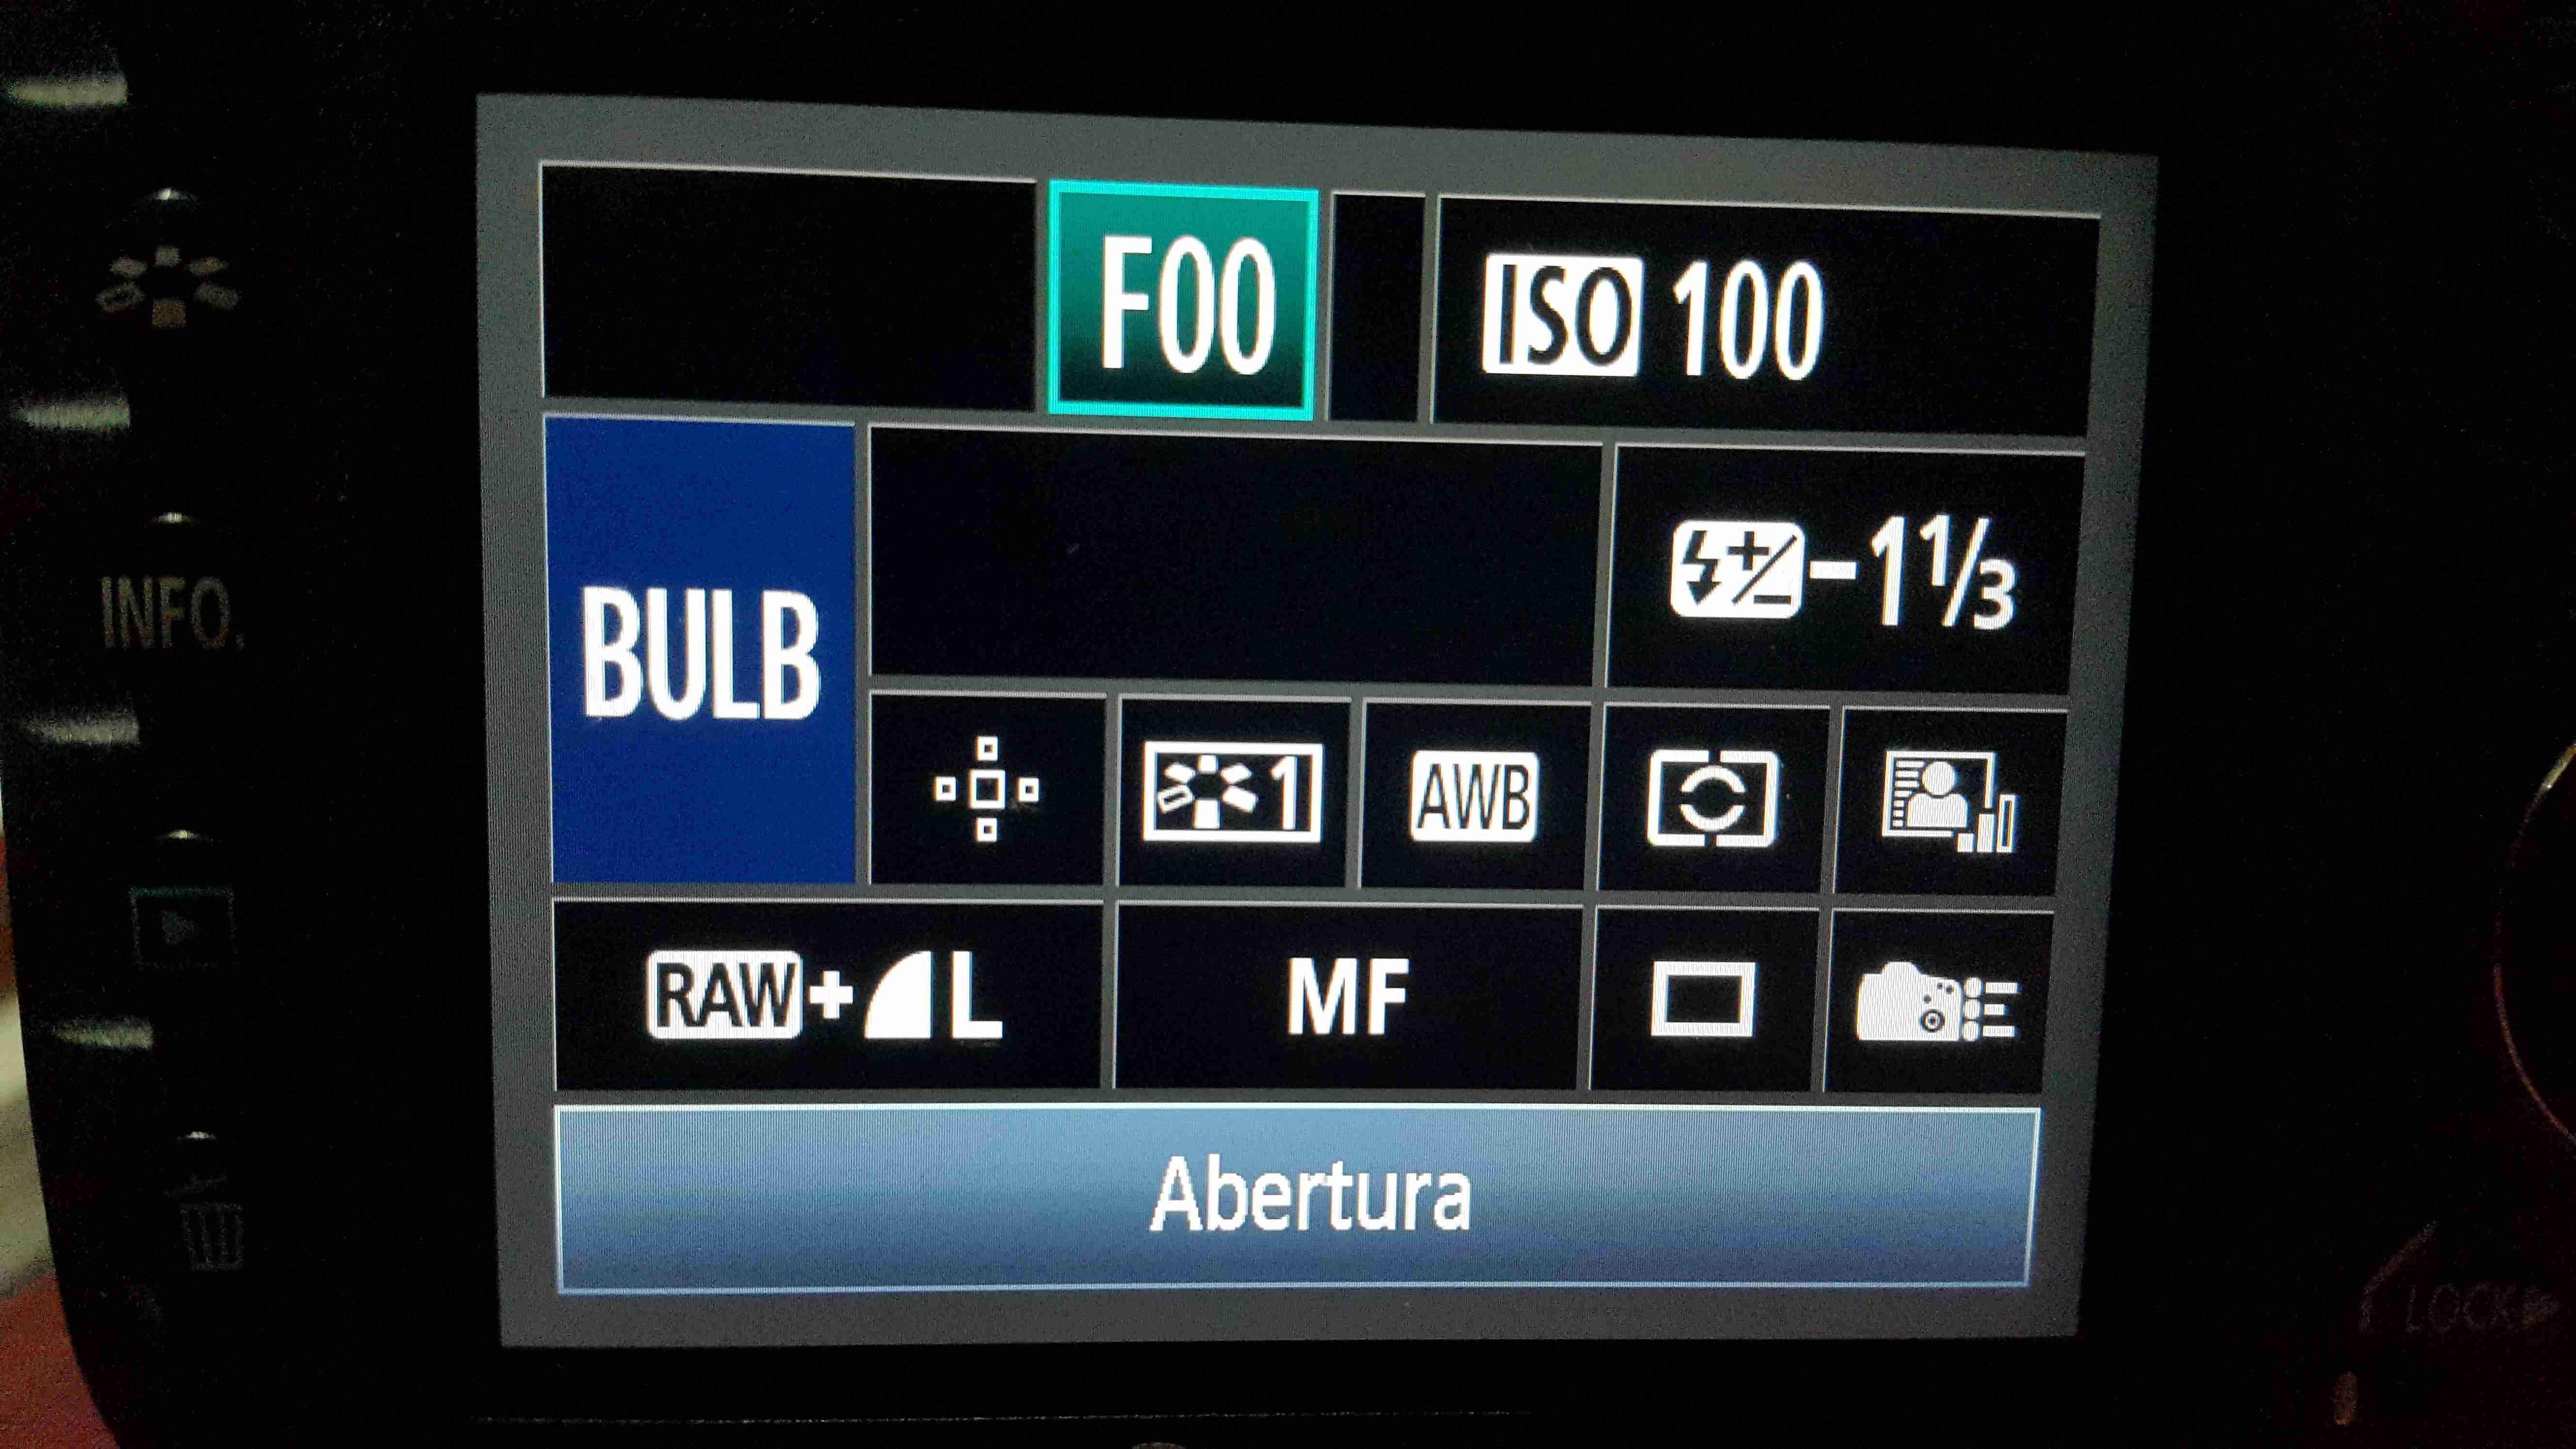 F00
ISO 100
INFO.
BULB
-1⅓
1
AWB
RAW+L
MF
Abertura
LOCK